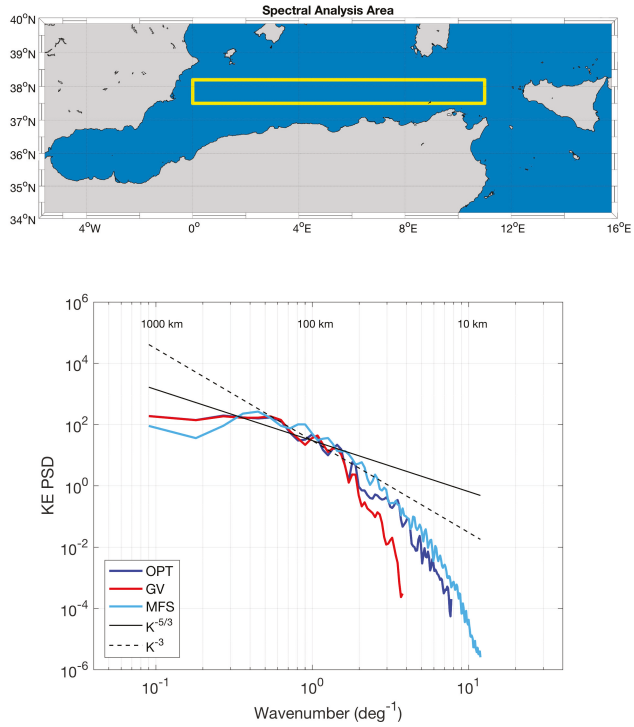 Spectral Analysis Area
40°N
39°N
38°N
37°N
36°N
35°N
34°N
4°W
0°
4°E
8°E
12°E
16°E
10^6
10^4
10^2
10^0
10^-2
10^-4
10^-6
KE PSD
1000 km
100 km
10 km
OPT
GV
MFS
K^-5/3
K^-3
10^-1
10^0
10^1
Wavenumber (deg^-1)